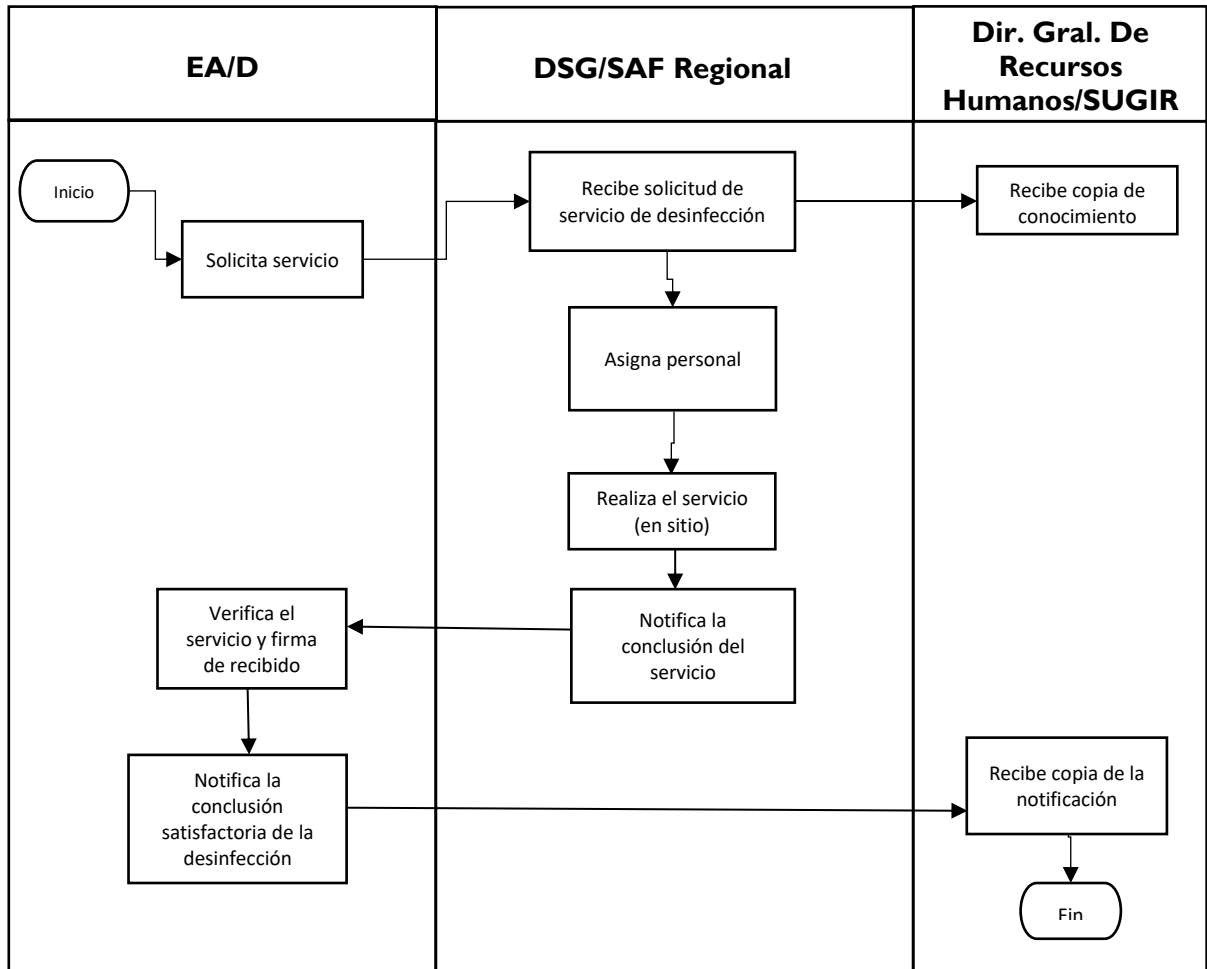 EA/D
DSG/SAF Regional
Dir. Gral. De
Recursos
Humanos/SUGIR
Inicio
Solicita servicio
Recibe solicitud de
servicio de desinfección
Recibe copia de
conocimiento
Asigna personal
Realiza el servicio
(en sitio)
Notifica la
conclusión del
servicio
Verifica el
servicio y firma
de recibido
Notifica la
conclusión
satisfactoria de la
desinfección
Recibe copia de la
notificación
Fin